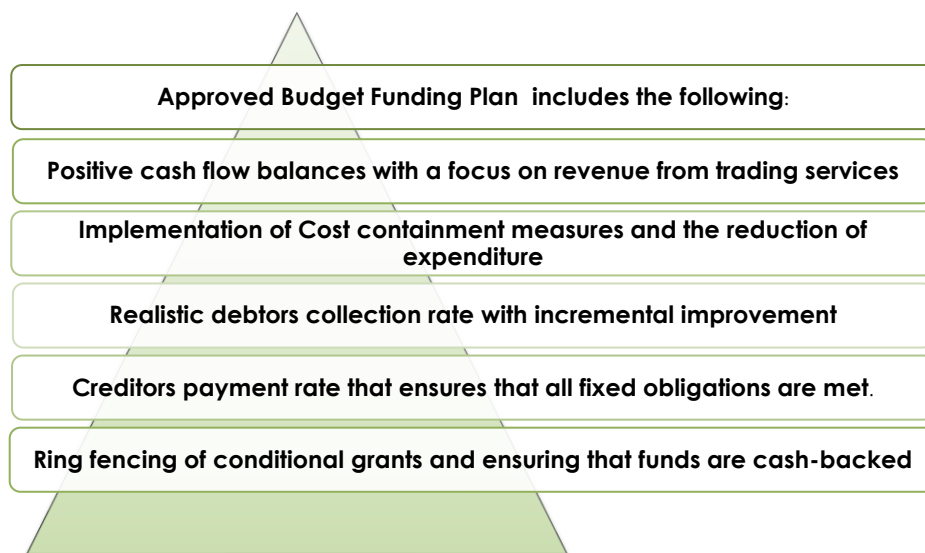 Approved Budget Funding Plan  includes the following:
Positive cash flow balances with a focus on revenue from trading services
Implementation of Cost containment measures and the reduction of
expenditure
Realistic debtors collection rate with incremental improvement
Creditors payment rate that ensures that all fixed obligations are met.
Ring fencing of conditional grants and ensuring that funds are cash-backed